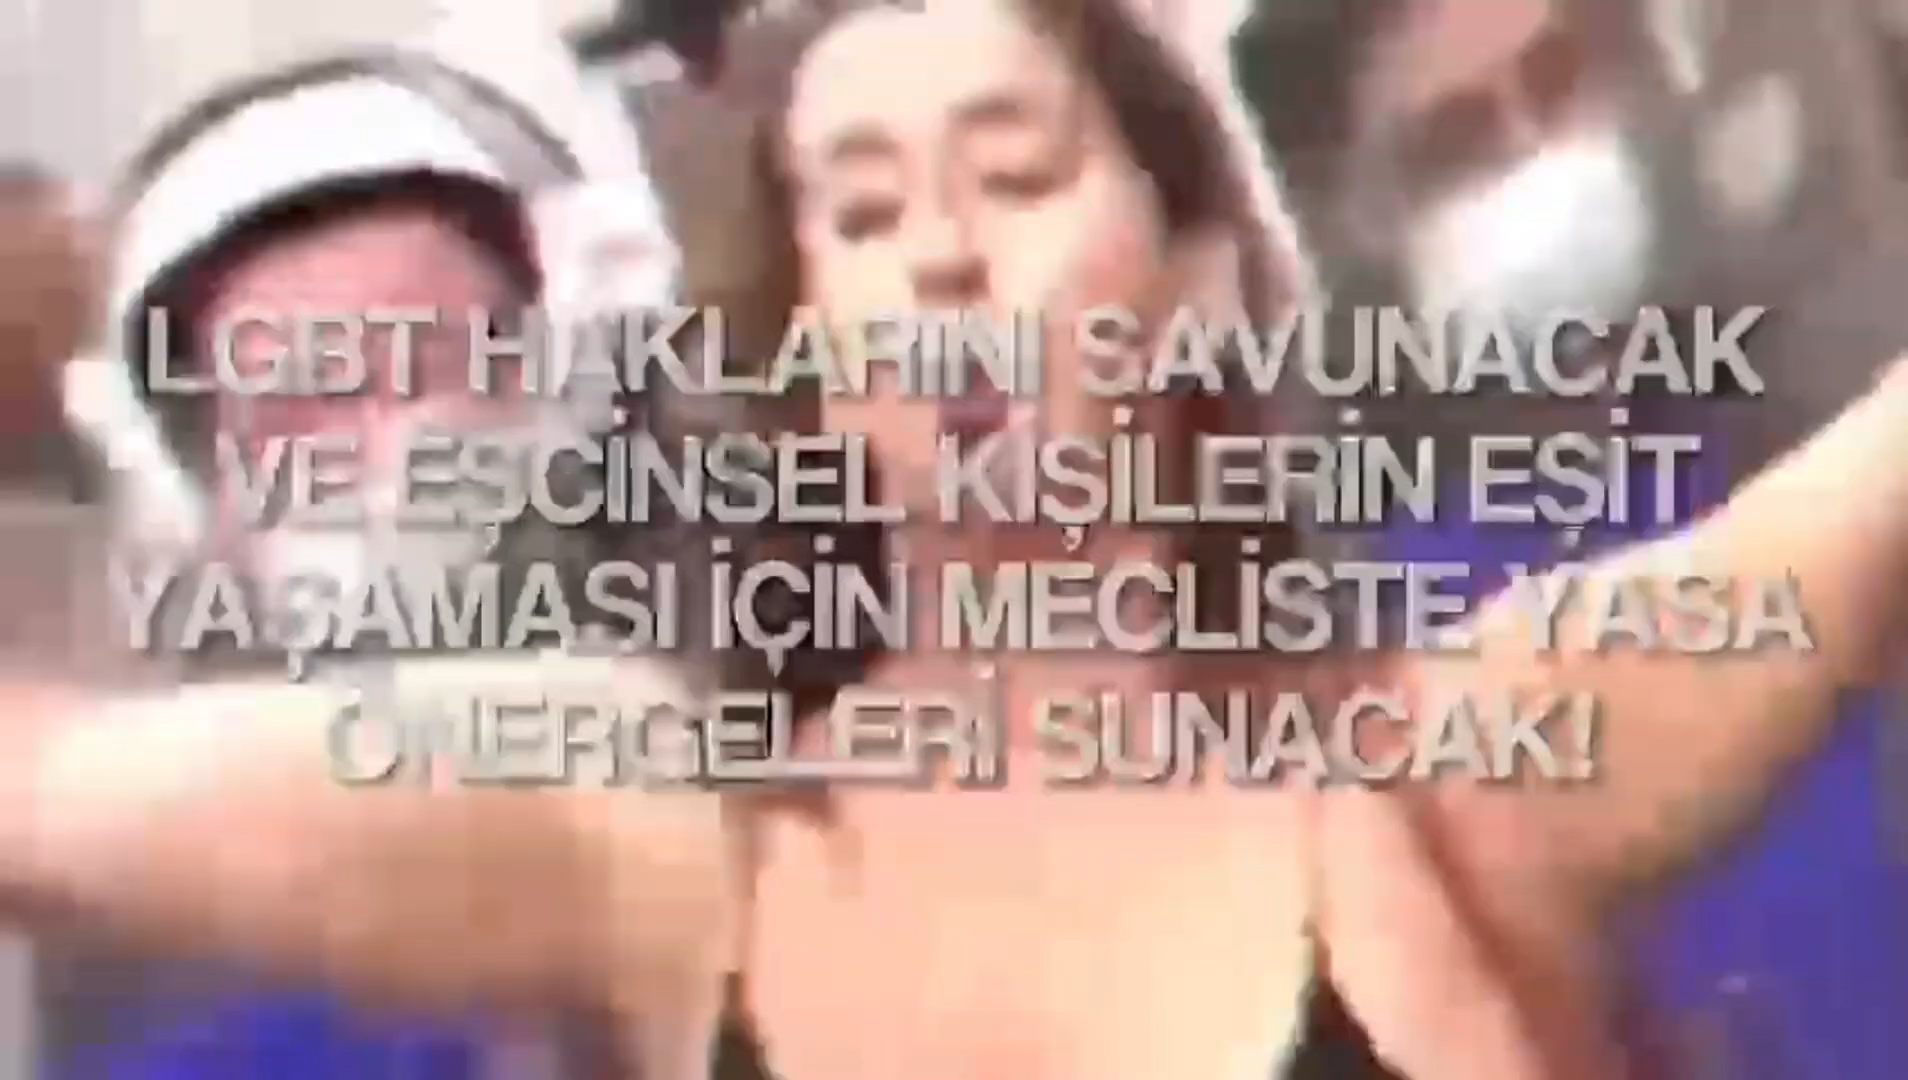 LGBT HAKLARINI SAVUNACAK
VE EŞCİNSEL KİŞİLERİN EŞİT
YAŞAMASI İÇİN MECLİSTE YASA
ÖNERGELERİ SUNACAK!